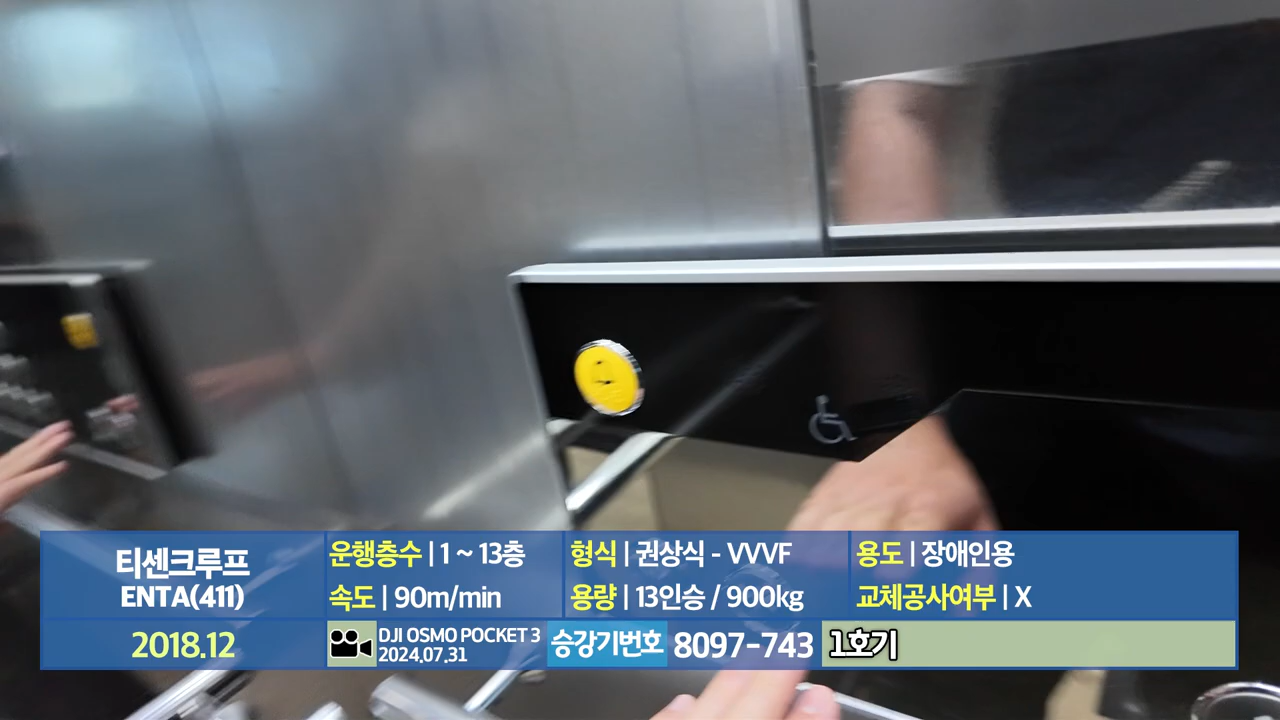 티센크루프
ENTA(411)
2018.12
운행층수 | 1 ~ 13층
속도 | 90m/min
형식 | 권상식 - VVVF
용량 | 13인승 / 900kg
용도 | 장애인용
교체공사여부 | X
DJI OSMO POCKET 3
2024.07.31
승강기번호 8097-743
1호기